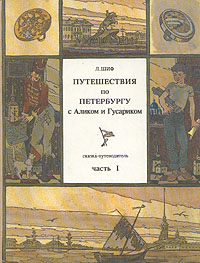 Л.ШИФ
ПУТЕШЕСТВИЯ
ПО
ПЕТЕРБУРГУ
с Аликом и Гусариком
сказка-путеводитель
часть I